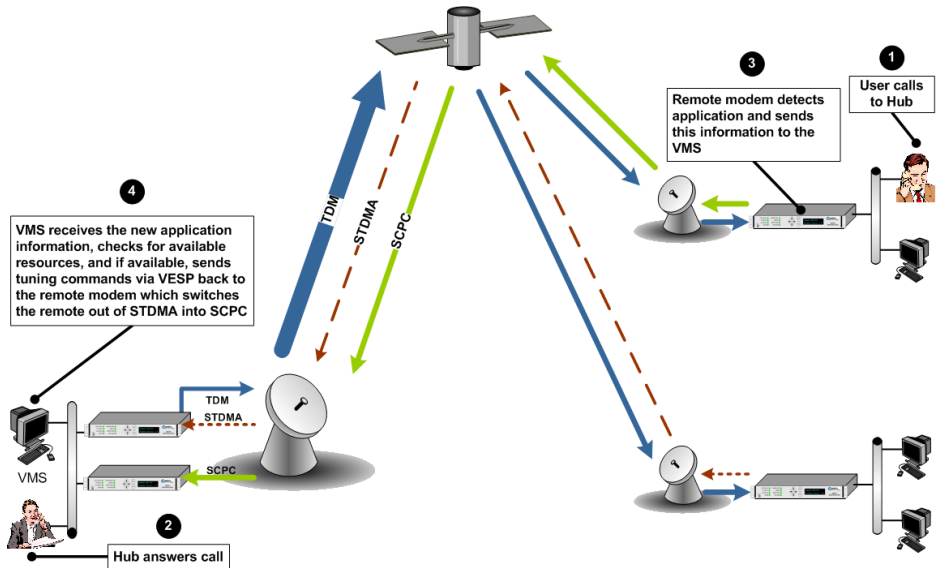 1
User calls
to Hub
3
Remote modem detects
application and sends
this information to the
VMS
4
VMS receives the new application
information, checks for available
resources, and if available, sends
tuning commands via VESP back to
the remote modem which switches
the remote out of STDMA into SCPC
TDM
STDMA
SCPC
TDM
STDMA
SCPC
VMS
2
Hub answers call